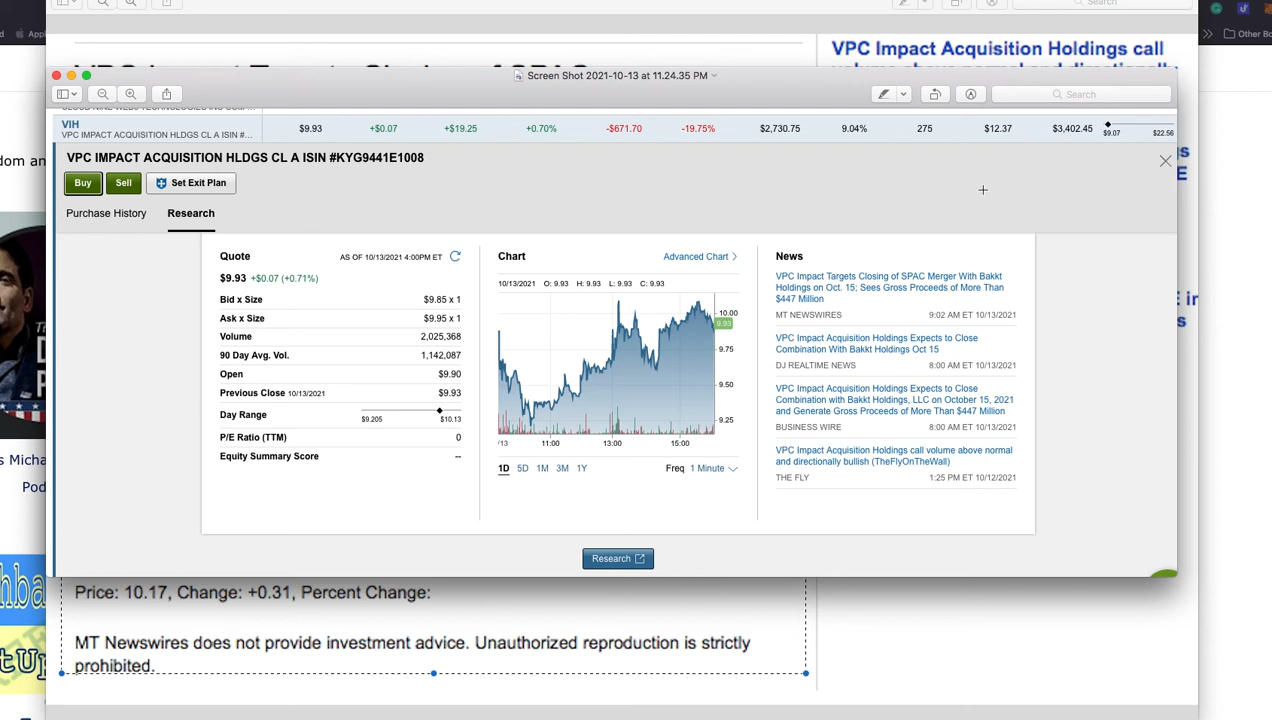 Search
Appl
Other Bo
VPC Impact Acquisition Holdings call
Screen Shot 2021-10-13 at 11.24.35 PM
Search
VIH
VPC IMPACT ACQUISITION HLDGS CL A ISIN #...
$9.93 +$0.07 +$19.25 +0.70% -$671.70 -19.75% $2,730.75 9.04% 275 $12.37 $3,402.45 $9.07 $22.56
VPC IMPACT ACQUISITION HLDGS CL A ISIN #KYG9441E1008
dom an
Buy Sell Set Exit Plan
Purchase History Research
Quote AS OF 10/13/2021 4:00PM ET
$9.93 +$0.07 (+0.71%)
Bid x Size $9.85 x 1
Ask x Size $9.95 x 1
Volume 2,025,368
90 Day Avg. Vol. 1,142,087
Open $9.90
Previous Close 10/13/2021 $9.93
Day Range $9.205 $10.13
P/E Ratio (TTM) 0
Equity Summary Score --
Chart Advanced Chart
10/13/2021 O: 9.93 H: 9.93 L: 9.93 C: 9.93
10.00
9.93
9.75
9.50
9.25
/13 11:00 13:00 15:00
1D 5D 1M 3M 1Y Freq 1 Minute
News
VPC Impact Targets Closing of SPAC Merger With Bakkt
Holdings on Oct. 15; Sees Gross Proceeds of More Than
$447 Million
MT NEWSWIRES 9:02 AM ET 10/13/2021
VPC Impact Acquisition Holdings Expects to Close
Combination With Bakkt Holdings Oct 15
DJ REALTIME NEWS 8:00 AM ET 10/13/2021
VPC Impact Acquisition Holdings Expects to Close
Combination with Bakkt Holdings, LLC on October 15, 2021
and Generate Gross Proceeds of More Than $447 Million
BUSINESS WIRE 8:00 AM ET 10/13/2021
VPC Impact Acquisition Holdings call volume above normal
and directionally bullish (TheFlyOnTheWall)
THE FLY 1:25 PM ET 10/12/2021
Research
s Micha
Pod
Price: 10.17, Change: +0.31, Percent Change:
MT Newswires does not provide investment advice. Unauthorized reproduction is strictly
prohibited.